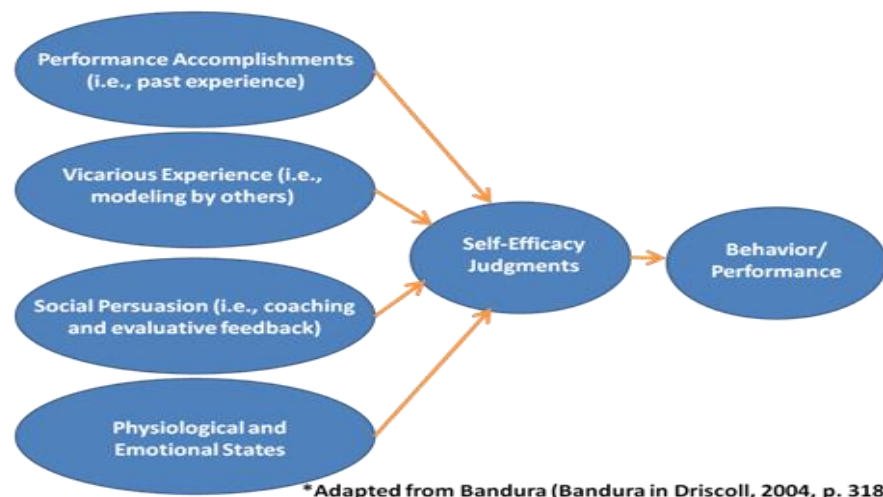 Performance Accomplishments
(i.e., past experience)
Vicarious Experience (i.e.,
modeling by others)
Social Persuasion (i.e., coaching
and evaluative feedback)
Physiological and
Emotional States
Self-Efficacy
Judgments
Behavior/
Performance
*Adapted from Bandura (Bandura in Driscoll, 2004, p. 318